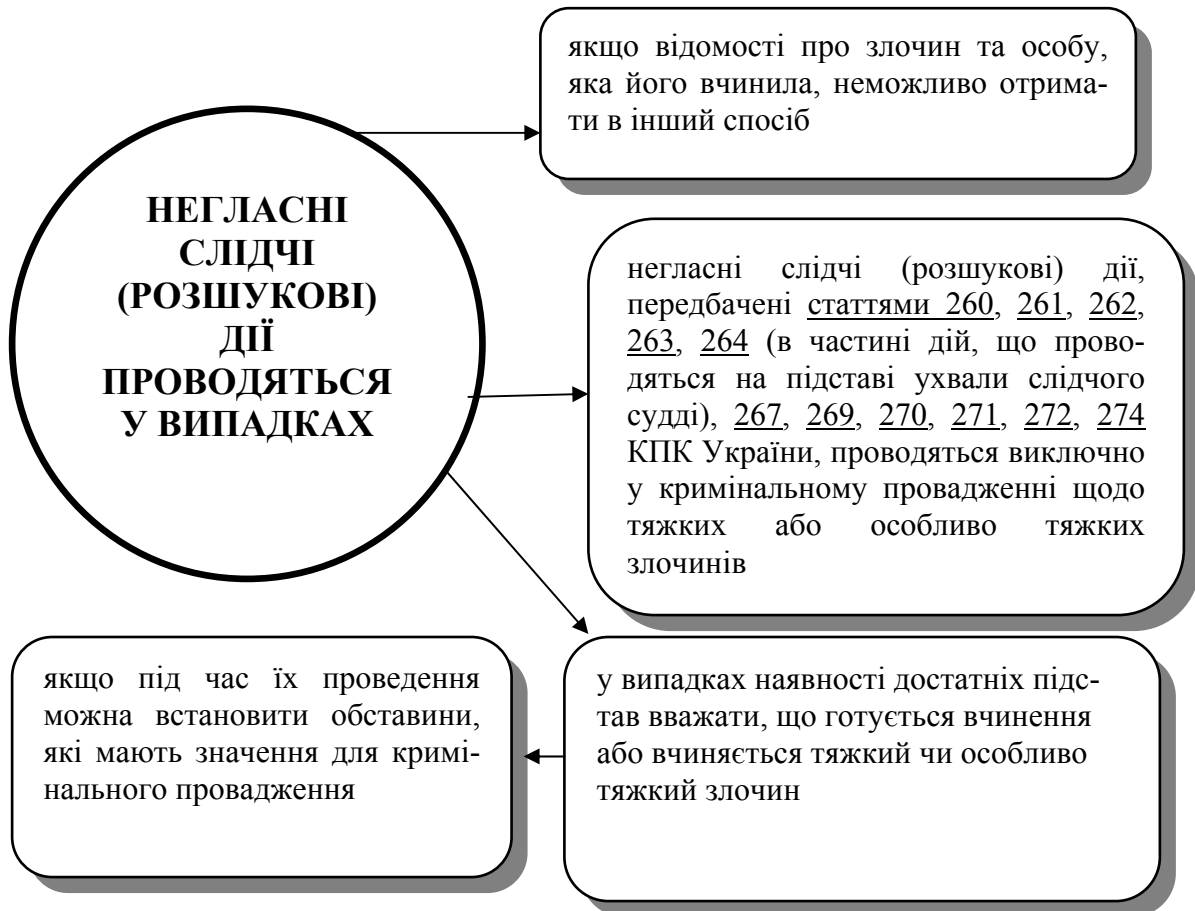 якщо відомості про злочин та особу,
яка його вчинила, неможливо отрима-
ти в інший спосіб
НЕГЛАСНІ
СЛІДЧІ
(РОЗШУКОВІ)
ДІЇ
ПРОВОДЯТЬСЯ
У ВИПАДКАХ
негласні слідчі (розшукові) дії,
передбачені статтями 260, 261, 262,
263, 264 (в частині дій, що прово-
дяться на підставі ухвали слідчого
судді), 267, 269, 270, 271, 272, 274
КПК України, проводяться виключно
у кримінальному провадженні щодо
тяжких або особливо тяжких
злочинів
якщо під час їх проведення
можна встановити обставини,
які мають значення для кримі-
нального провадження
у випадках наявності достатніх підс-
тав вважати, що готується вчинення
або вчиняється тяжкий чи особливо
тяжкий злочин